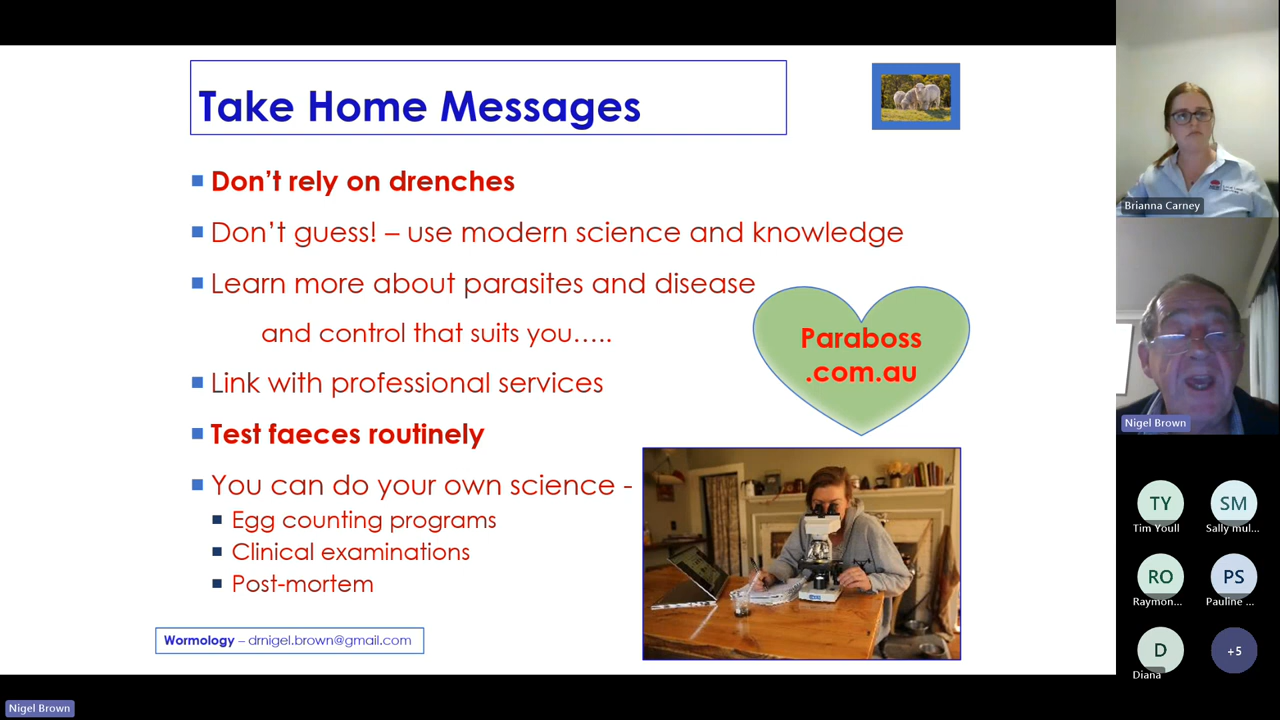 Take Home Messages
Don't rely on drenches
Don't guess! – use modern science and knowledge
Learn more about parasites and disease
and control that suits you…..
Paraboss
.com.au
Link with professional services
Test faeces routinely
You can do your own science -
Egg counting programs
Clinical examinations
Post-mortem
Wormology – drnigel.brown@gmail.com
Nigel Brown
Brianna Carney
Nigel Brown
TY
SM
Tim Youll
Sally mul...
RO
PS
Raymon...
Pauline ...
D
+5
Diana